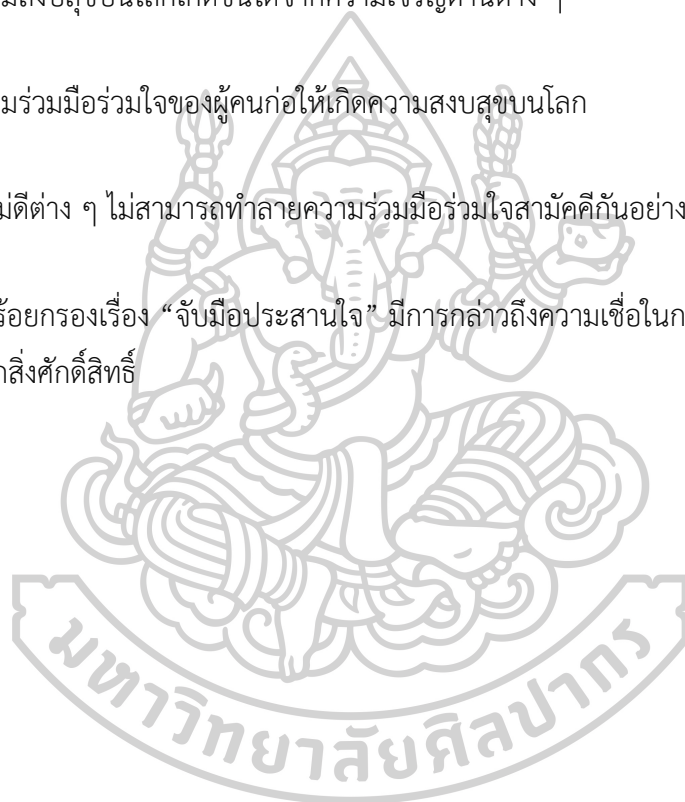 มสงบสุขบนโลกเกิดขึ้นได้จากความเจริญด้านต่าง ๆ
มร่วมมือร่วมใจของผู้คนก่อให้เกิดความสงบสุขบนโลก
ม่ดีต่าง ๆ ไม่สามารถทำลายความร่วมมือร่วมใจสามัคคีกันอย่าง
ร้อยกรองเรื่อง “จับมือประสานใจ” มีการกล่าวถึงความเชื่อในก
กสิ่งศักดิ์สิทธิ์
มหาวิทยาลัยศิลปากร